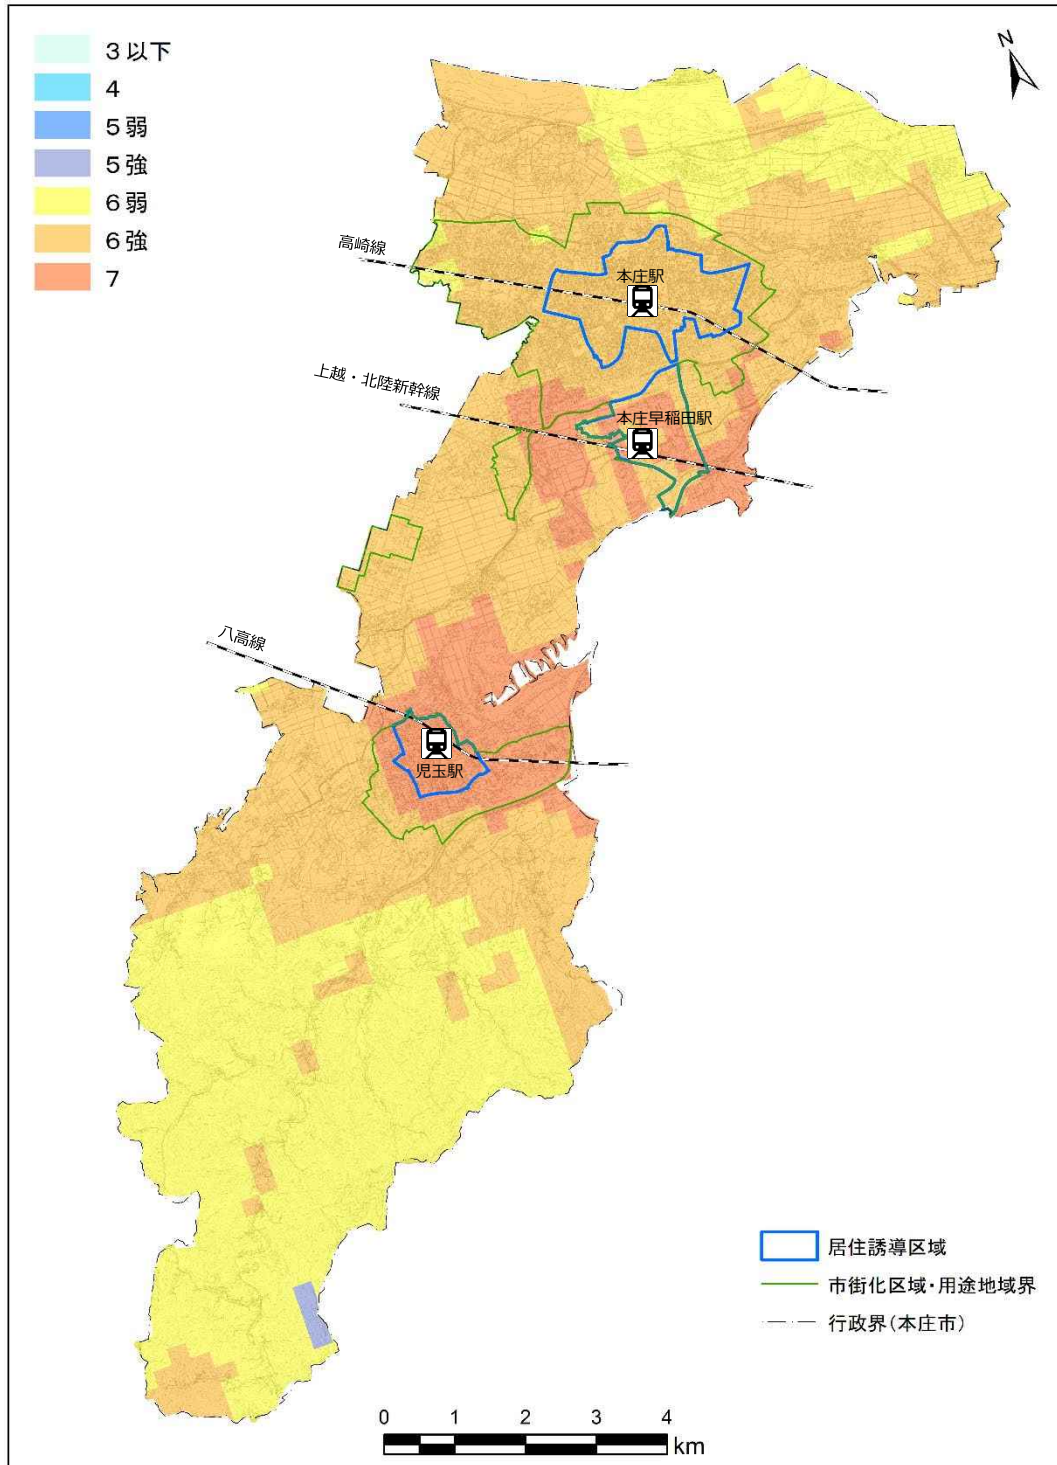 3以下
4
5弱
5強
6弱
6強
7
N
高崎線
本庄駅
上越・北陸新幹線
本庄早稲田駅
八高線
児玉駅
居住誘導区域
市街化区域・用途地域界
行政界(本庄市)
0 1 2 3 4
km